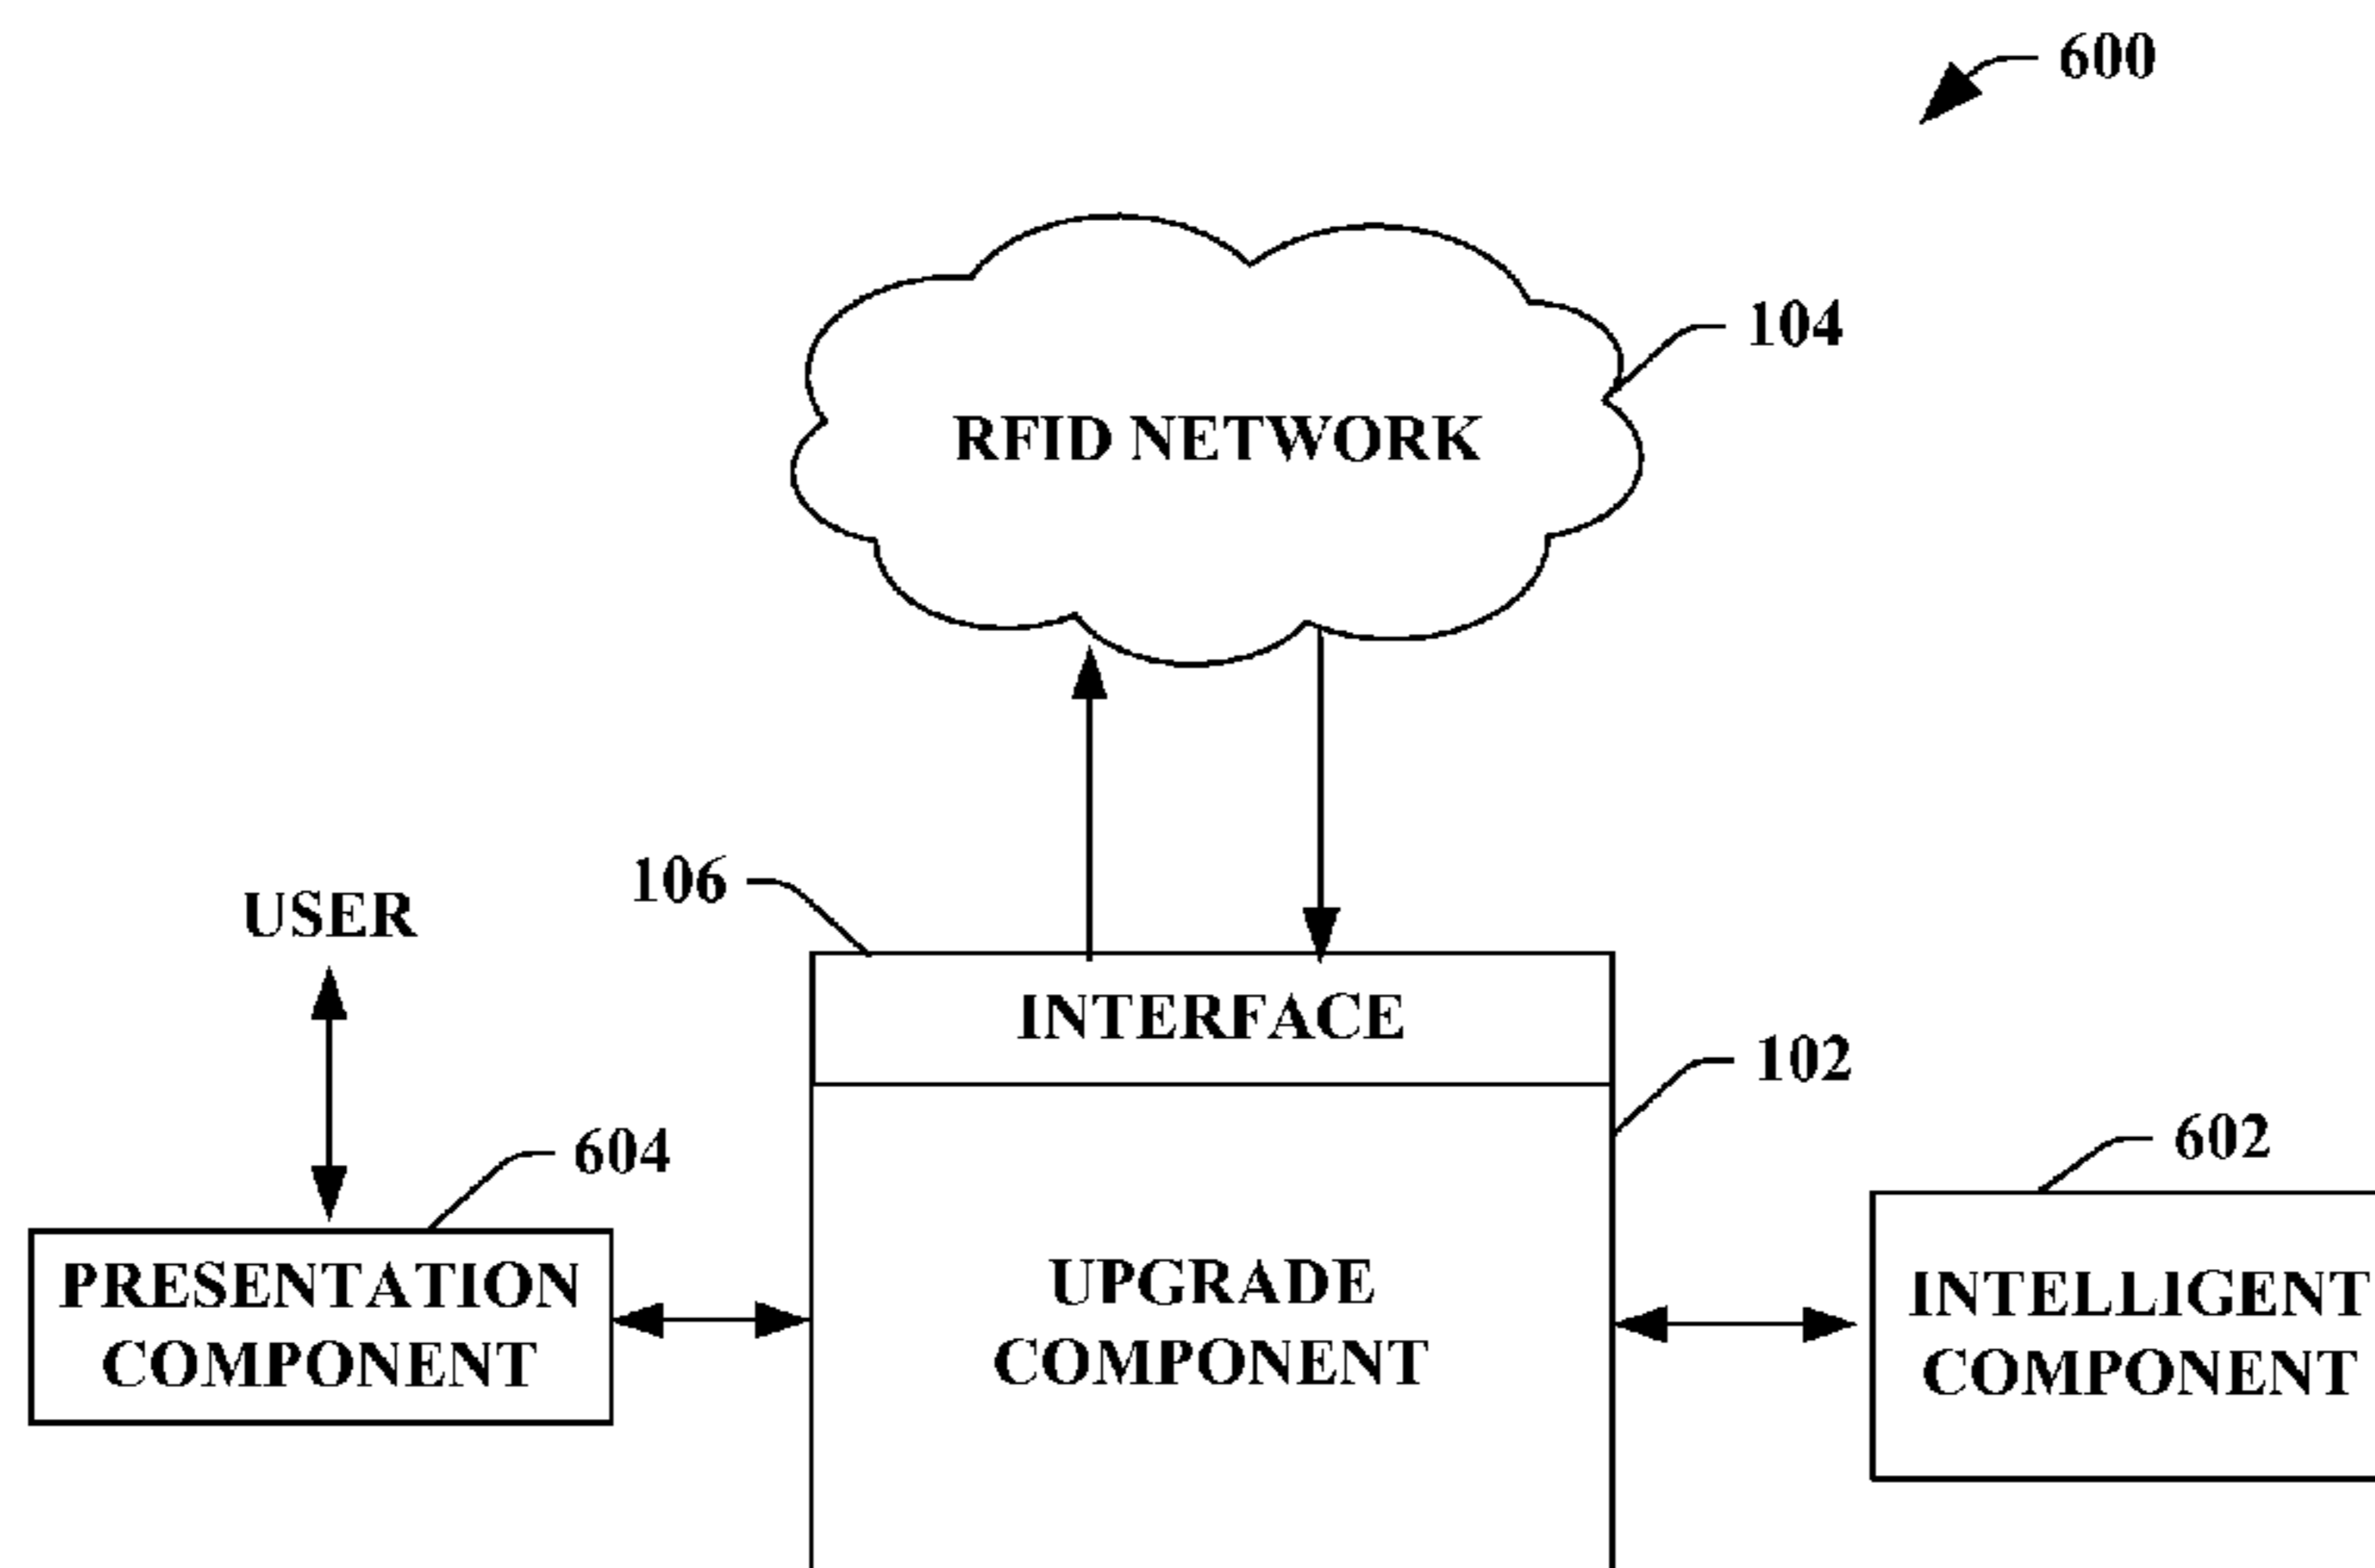 600
104
RFID NETWORK
106
USER
INTERFACE
102
604
602
PRESENTATION
COMPONENT
UPGRADE
COMPONENT
INTELLIGENT
COMPONENT